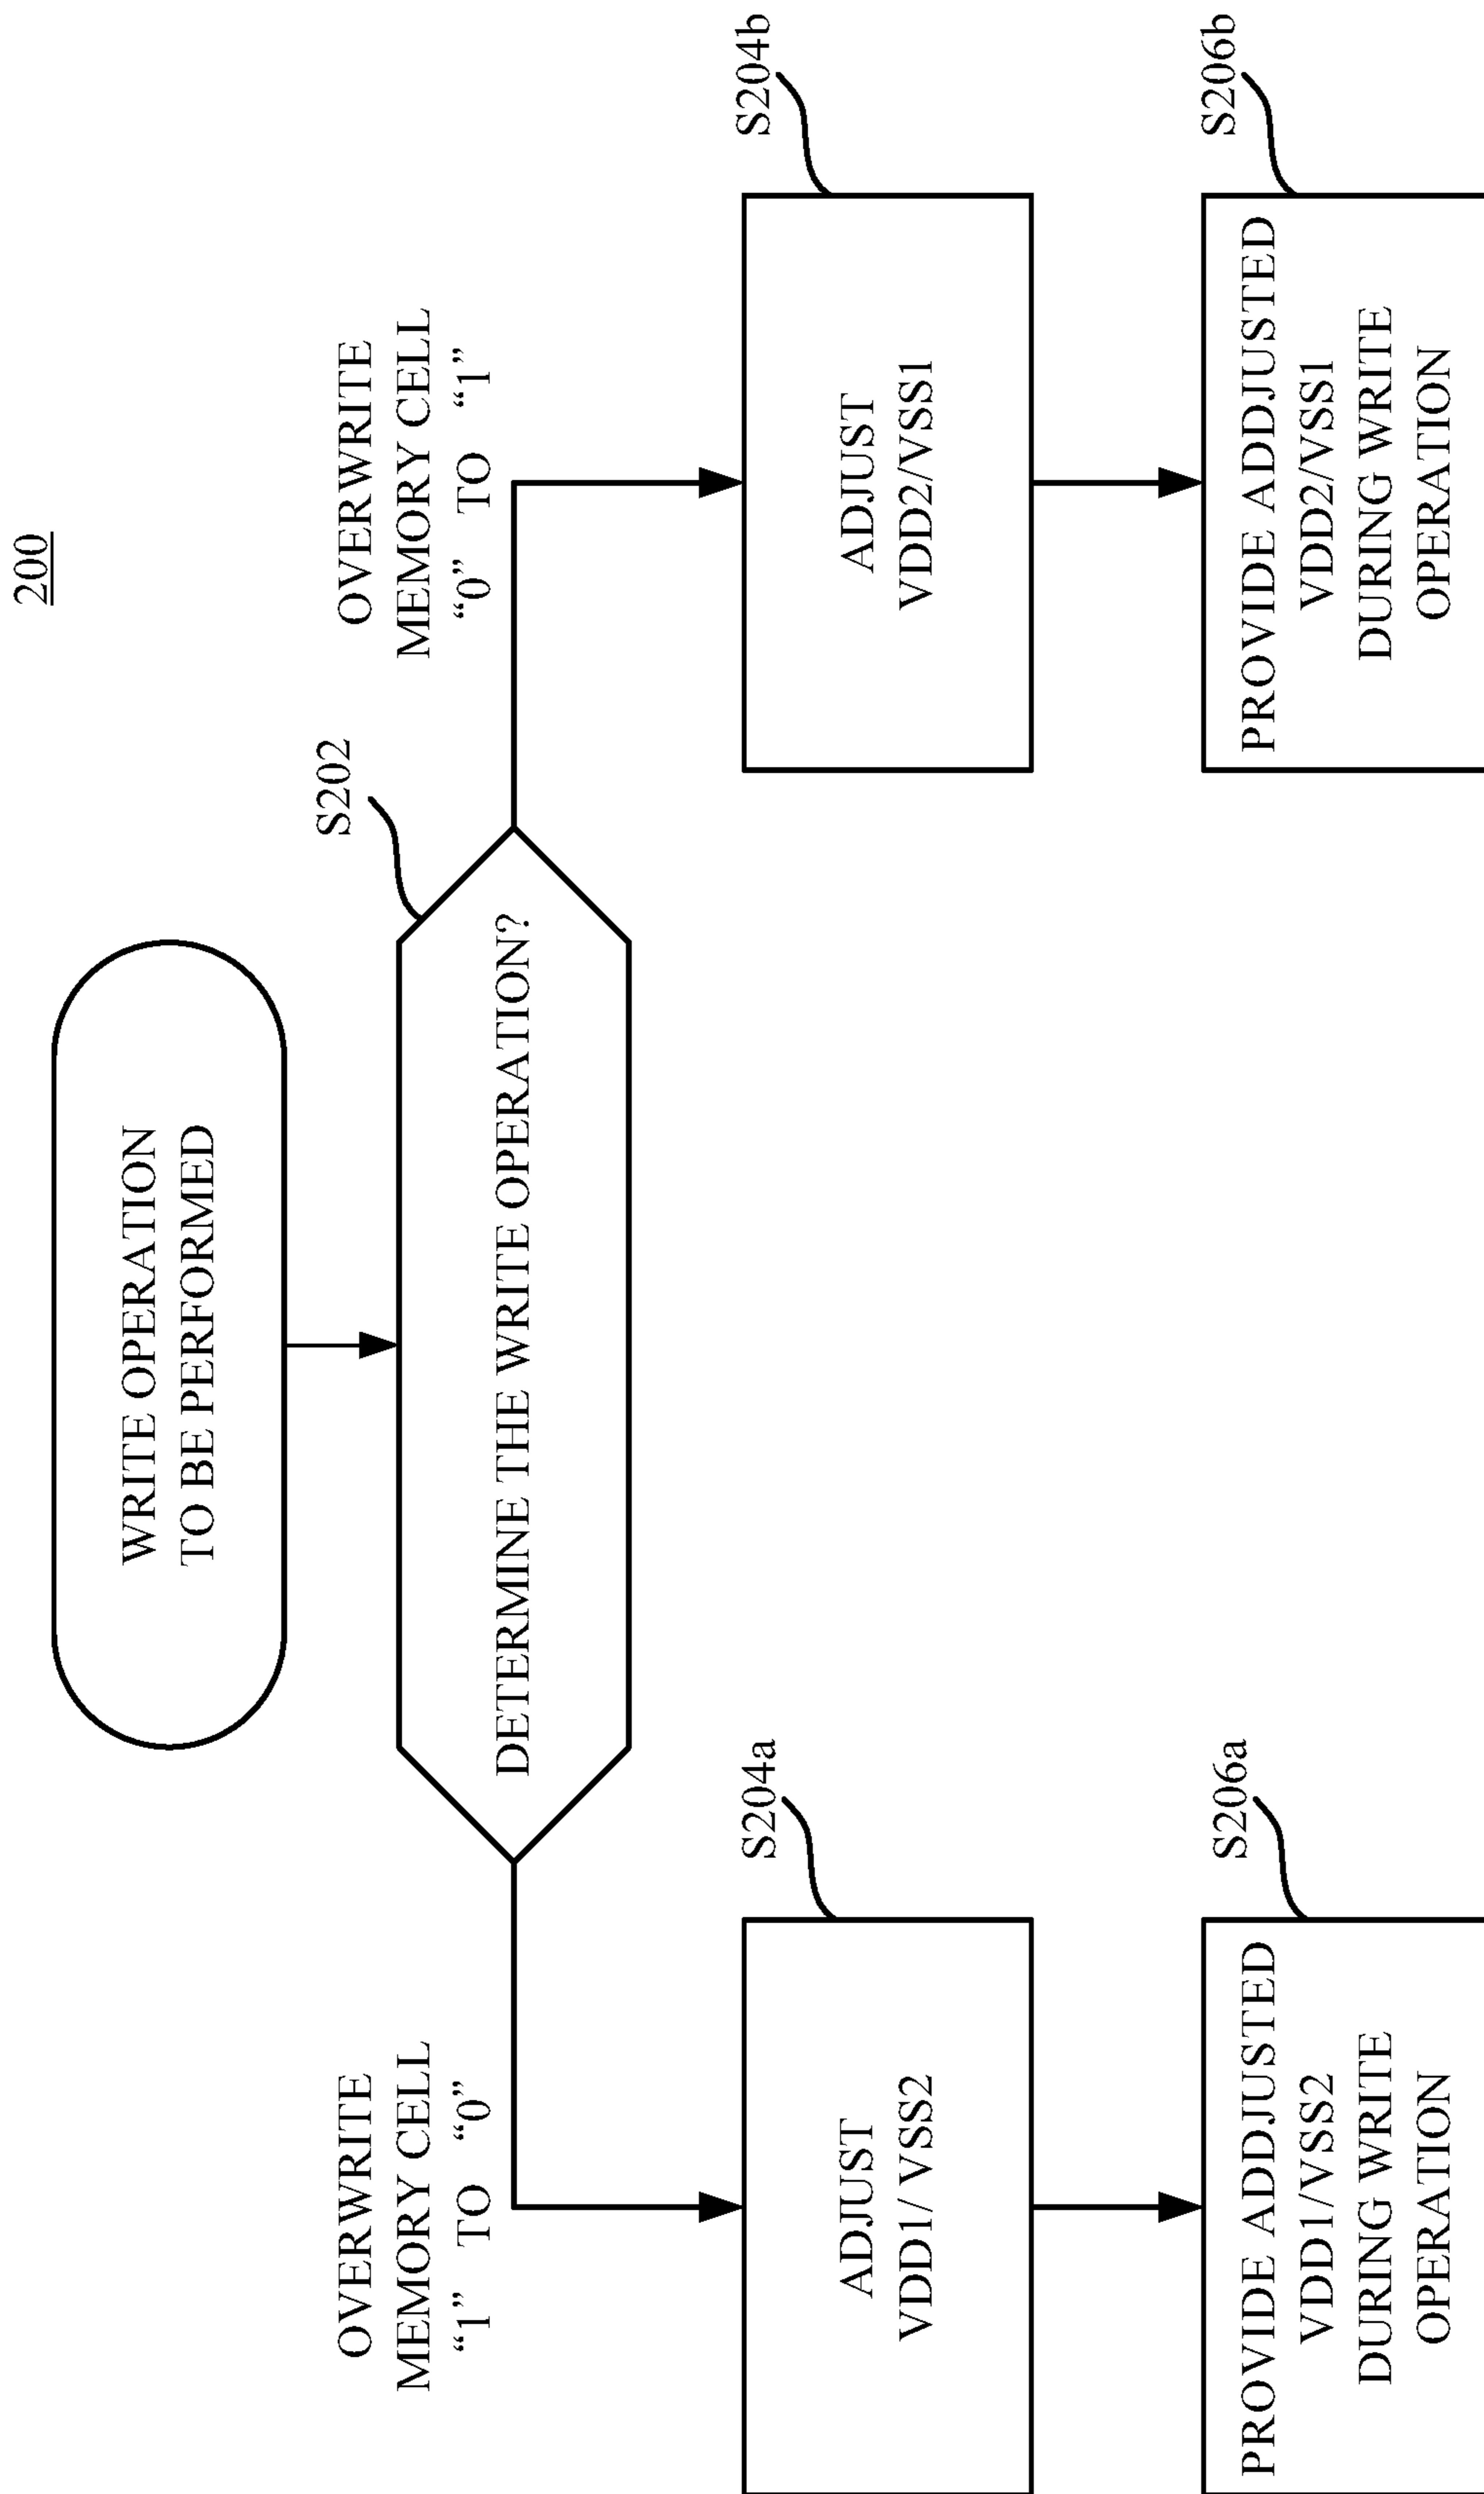 200
WRITE OPERATION
TO BE PERFORMED
S202
DETERMINE THE WRITE OPERATION?
OVERWRITE
MEMORY CELL
“1” TO “0”
OVERWRITE
MEMORY CELL
“0” TO “1”
S204a
ADJUST
VDD1/ VSS2
S204b
ADJUST
VDD2/VSS1
S206a
PROVIDE ADDJUSTED
VDD1/VSS2
DURING WRITE
OPERATION
S206b
PROVIDE ADDJUSTED
VDD2/VSS1
DURING WRITE
OPERATION